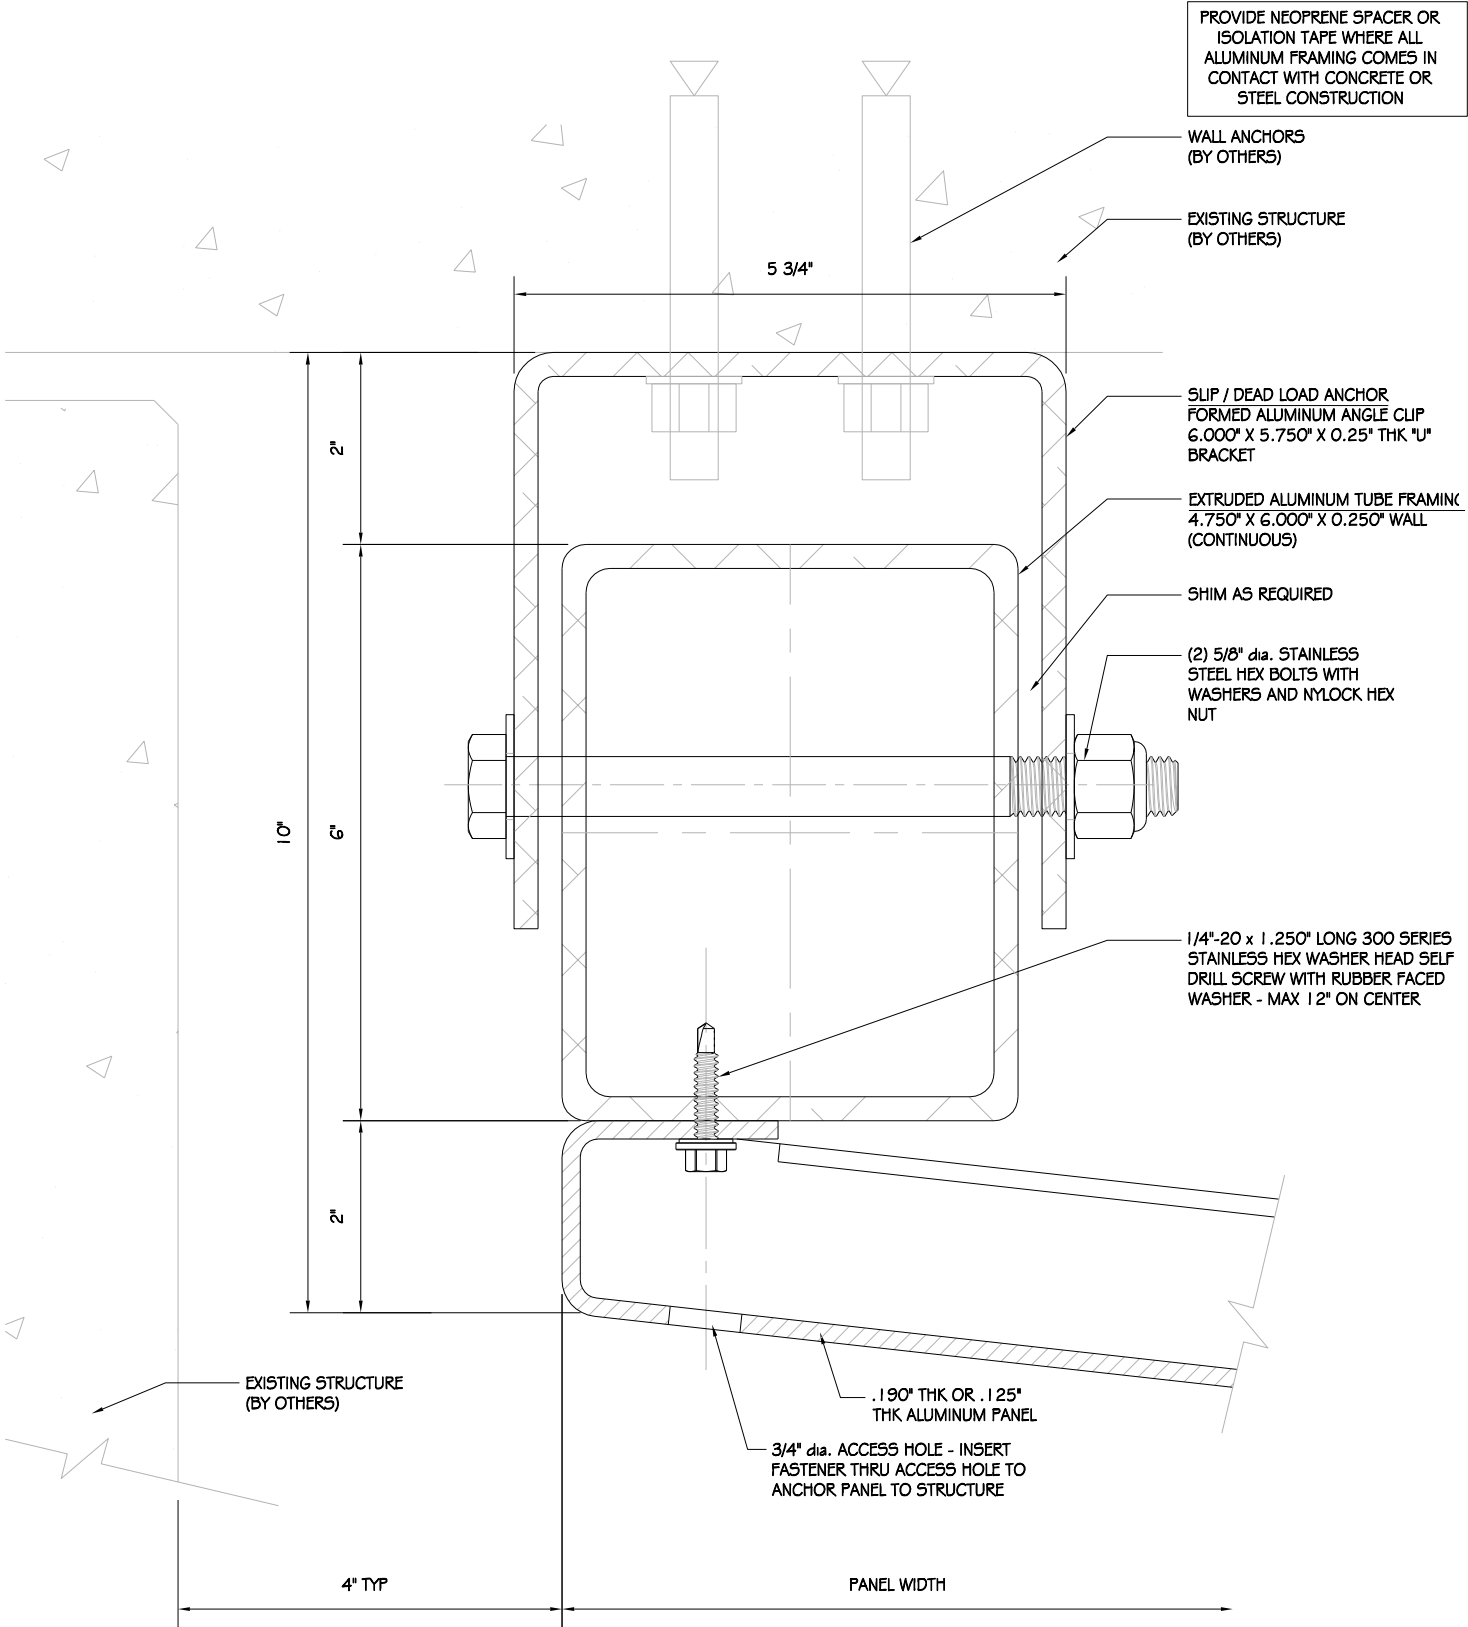 PROVIDE NEOPRENE SPACER OR
ISOLATION TAPE WHERE ALL
ALUMINUM FRAMING COMES IN
CONTACT WITH CONCRETE OR
STEEL CONSTRUCTION
WALL ANCHORS
(BY OTHERS)
EXISTING STRUCTURE
(BY OTHERS)
5 3/4"
SLIP / DEAD LOAD ANCHOR
FORMED ALUMINUM ANGLE CLIP
6.000" X 5.750" X 0.25" THK "U"
BRACKET
2"
EXTRUDED ALUMINUM TUBE FRAMING
4.750" X 6.000" X 0.250" WALL
(CONTINUOUS)
SHIM AS REQUIRED
(2) 5/8" dia. STAINLESS
STEEL HEX BOLTS WITH
WASHERS AND NYLOCK HEX
NUT
10"
6"
1/4"-20 x 1.250" LONG 300 SERIES
STAINLESS HEX WASHER HEAD SELF
DRILL SCREW WITH RUBBER FACED
WASHER - MAX 12" ON CENTER
2"
EXISTING STRUCTURE
(BY OTHERS)
.190" THK OR .125"
THK ALUMINUM PANEL
3/4" dia. ACCESS HOLE - INSERT
FASTENER THRU ACCESS HOLE TO
ANCHOR PANEL TO STRUCTURE
4" TYP
PANEL WIDTH